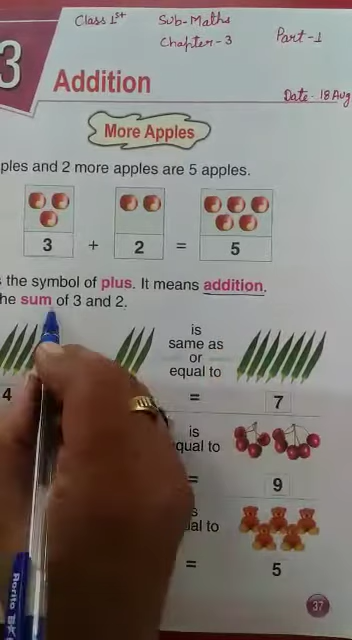 Class 1st Sub-Maths Part-1
Chapter-3
3
Addition
Date-18 Aug
More Apples
ples and 2 more apples are 5 apples.
3 + 2 = 5
the symbol of plus. It means addition.
he sum of 3 and 2.
is
same as
or
equal to
4 = 7
is
qual to
= 9
s
al to
= 5
37
Rorito